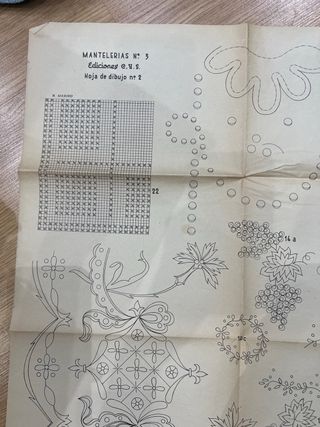 MANTELERIAS Nº 3
Ediciones C.Y.S.
Hoja de dibujo nº 2
22
14 a